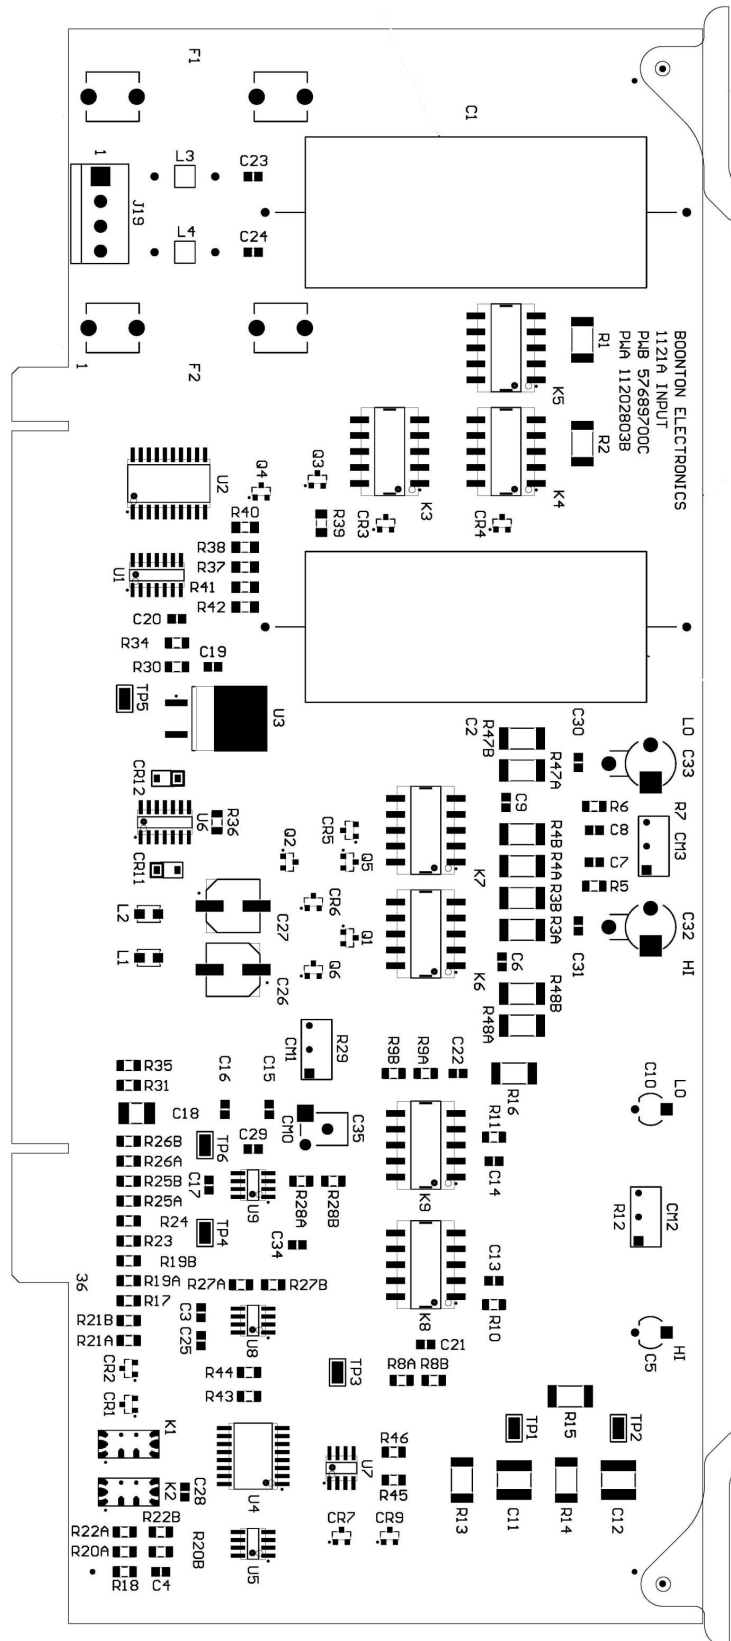 F1
C1
1
L3
C23
J19
L4
C24
1
F2
K5
R1
BOONTON ELECTRONICS
1121A INPUT
PWB 57689700C
PWA 11202803B
R2
U2
Q4
Q3
K3
K4
R40
R39
CR3
CR4
R38
U1
R37
R41
R42
C20
R34
C19
R30
TP5
U3
C2
R47B
R47A
C30
LO
C33
CR12
U6
R36
CR5
Q2
Q5
K7
C9
R4B
R4A
R6
C8
R7
CM3
C7
R5
CR11
L2
C27
CR6
Q1
R3B
R3A
C32
L1
C26
Q6
K6
C6
C31
HI
R48B
R48A
CM1
R29
R35
R31
C16
C15
R9B
R9A
C22
R16
C10
LO
C18
CM0
C35
R11
R26B
TP6
C29
R26A
C14
R25B
C17
U9
R28A
R28B
K9
R25A
R24
TP4
R12
CM2
R23
C34
R19B
R19A
R27A
R27B
C13
36
R17
R21B
C3
U8
K8
R10
R21A
C25
C21
C5
HI
CR2
R44
TP3
R8A
R8B
CR1
R43
R15
K1
TP1
TP2
R46
K2
C28
U4
U7
R45
R13
C11
R14
C12
R22B
R22A
R20A
R20B
U5
CR7
CR9
R18
C4